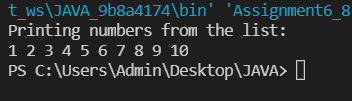 t_ws\JAVA_9b8a4174\bin' 'Assignment6_8
Printing numbers from the list:
1 2 3 4 5 6 7 8 9 10
PS C:\Users\Admin\Desktop\JAVA>